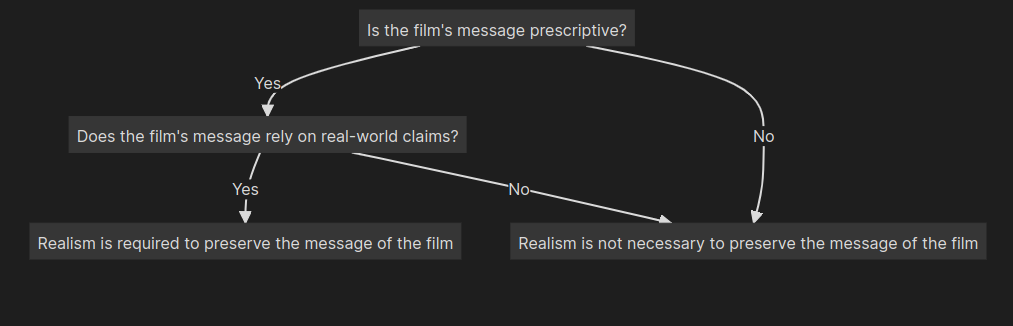 Is the film's message prescriptive?
Yes
Does the film's message rely on real-world claims?
No
Yes
No
Realism is required to preserve the message of the film
Realism is not necessary to preserve the message of the film